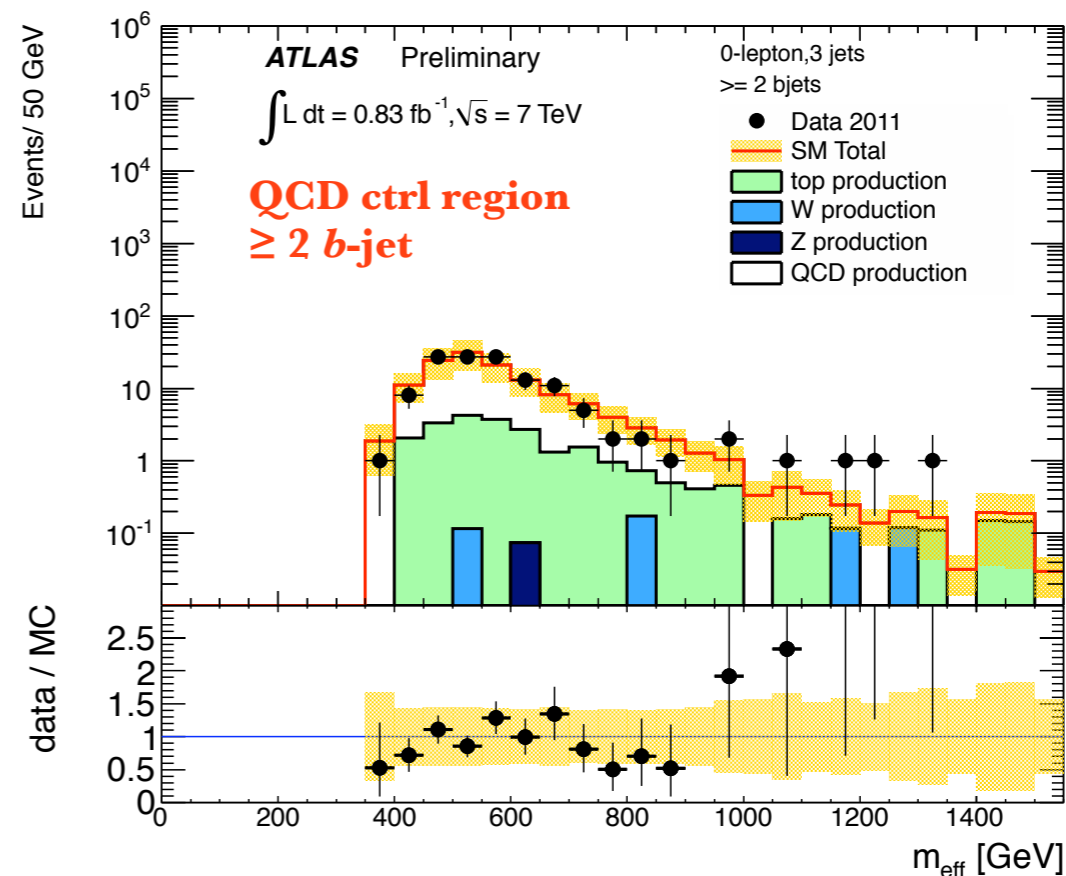 Events/ 50 GeV
10⁶
10⁵
10⁴
10³
10²
10
1
10⁻¹
ATLAS Preliminary
∫L dt = 0.83 fb⁻¹,√s = 7 TeV
QCD ctrl region
≥ 2 b-jet
0-lepton,3 jets
>= 2 bjets
Data 2011
SM Total
top production
W production
Z production
QCD production
data / MC
2.5
2
1.5
1
0.5
0
0 200 400 600 800 1000 1200 1400
m_eff [GeV]